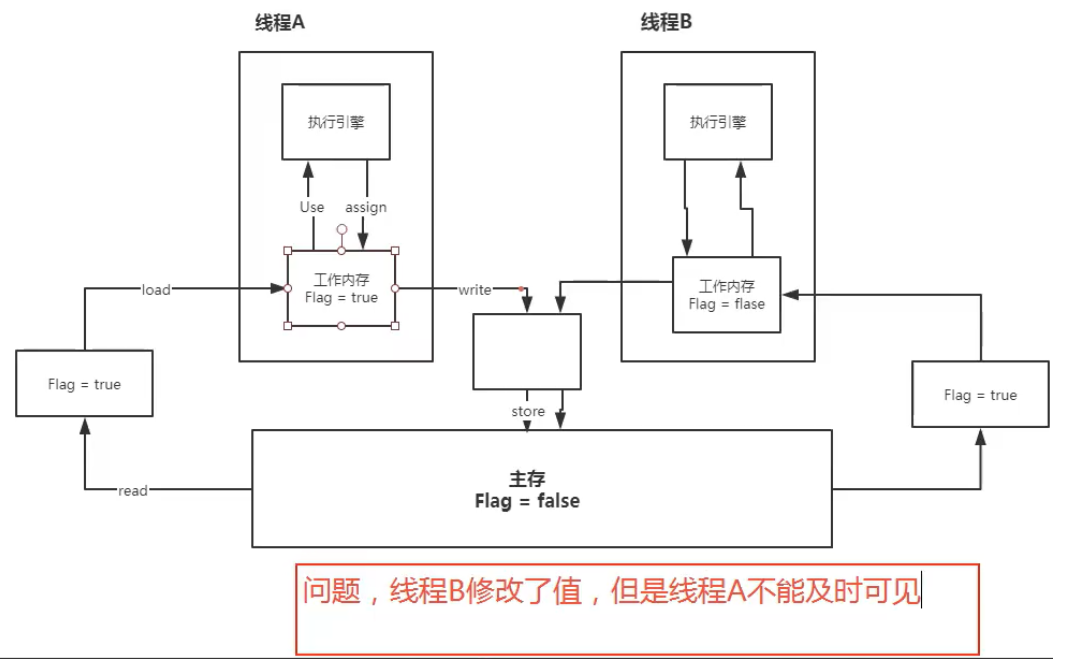 线程A
线程B
执行引擎
执行引擎
Use
assign
工作内存
Flag = true
工作内存
Flag = flase
load
write
Flag = true
Flag = true
store
read
主存
Flag = false
问题，线程B修改了值，但是线程A不能及时可见